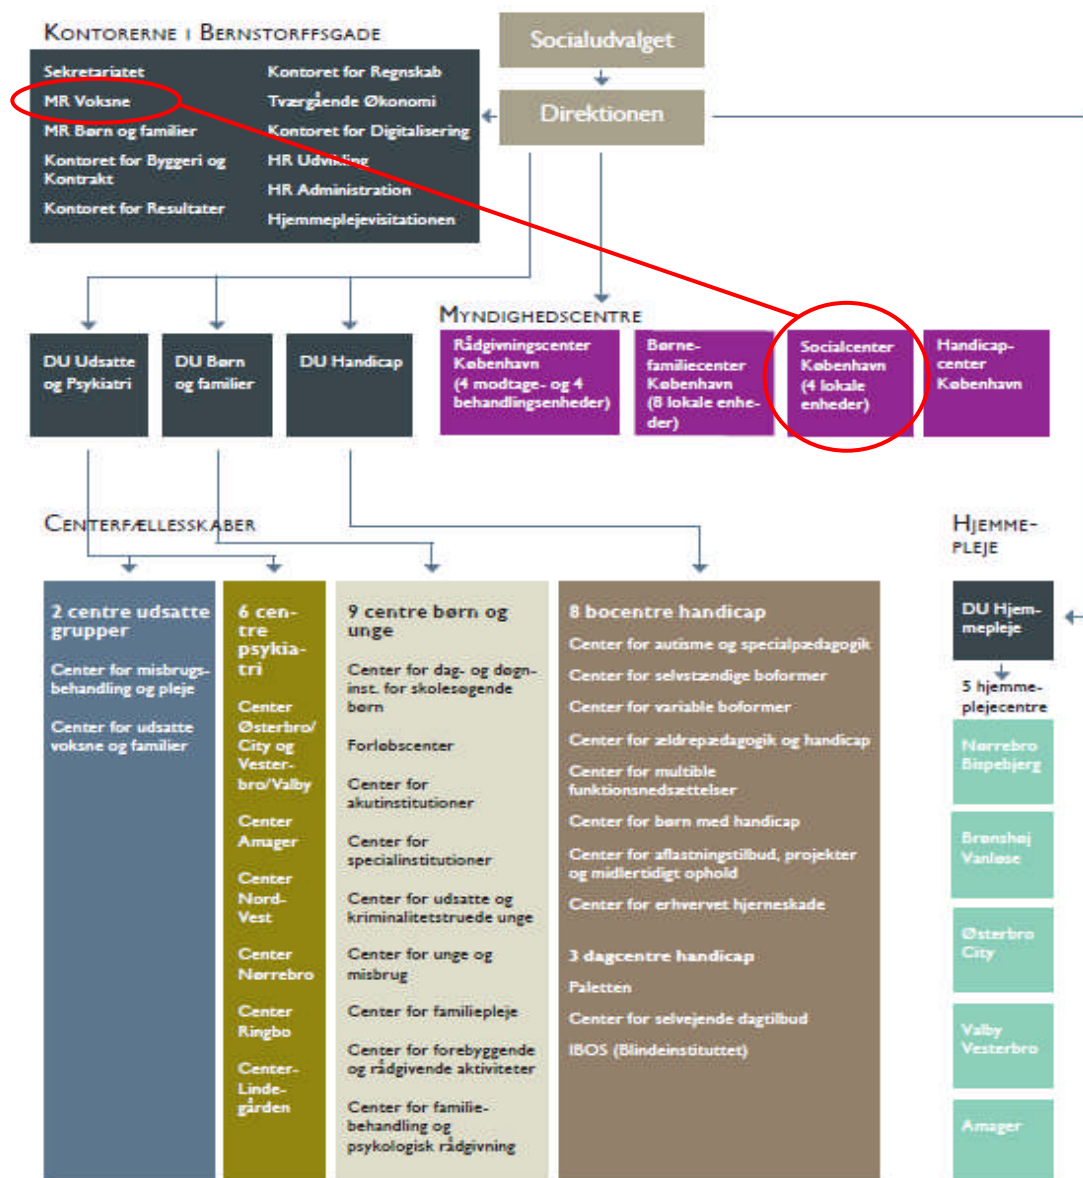 KONTORERNE I BERNSTORFFSGADE
Sekretariatet
MR Voksne
MR Børn og familier
Kontoret for Byggeri og
Kontrakt
Kontoret for Resultater
Kontoret for Regnskab
Tværgående Økonomi
Kontoret for Digitalisering
HR Udvikling
HR Administration
Hjemmeplejevisitationen
Socialudvalget
Direktionen
DU Udsatte
og Psykiatri
DU Børn
og familier
DU Handicap
MYNDIGHEDSCENTRE
Rådgivningscenter
København
(4 modtage- og 4
behandlingsenheder)
Børne-
familiecenter
København
(8 lokale enhe-
der)
Socialcenter
København
(4 lokale
enheder)
Handicap-
center
København
CENTERFÆLLESSKABER
2 centre udsatte
grupper
Center for misbrugs-
behandling og pleje
Center for udsatte
voksne og familier
6 cen-
tre
psykia-
tri
Center
Østerbro/
City og
Vester-
bro/Valby
Center
Amager
Center
Nord-
Vest
Center
Nørrebro
Center
Ringbo
Center-
Linde-
gården
9 centre børn og
unge
Center for dag- og døgn-
inst. for skolesøgende
børn
Forløbscenter
Center for
akutinstitutioner
Center for
specialinstitutioner
Center for udsatte og
kriminalitetstruede unge
Center for unge og
misbrug
Center for familiepleje
Center for forebyggende
og rådgivende aktiviteter
Center for familie-
behandling og
psykologisk rådgivning
8 bocentre handicap
Center for autisme og specialpædagogik
Center for selvstændige boformer
Center for variable boformer
Center for ældrepædagogik og handicap
Center for multible
funktionsnedsættelser
Center for børn med handicap
Center for aflastningstilbud, projekter
og midlertidigt ophold
Center for erhvervet hjerneskade
3 dagcentre handicap
Paletten
Center for selvejende dagtilbud
IBOS (Blindeinstituttet)
HJEMME-
PLEJE
DU Hjem-
mepleje
5 hjemme-
plejecentre
Nørrebro
Bispebjerg
Brønshøj
Vanløse
Østerbro
City
Valby
Vesterbro
Amager